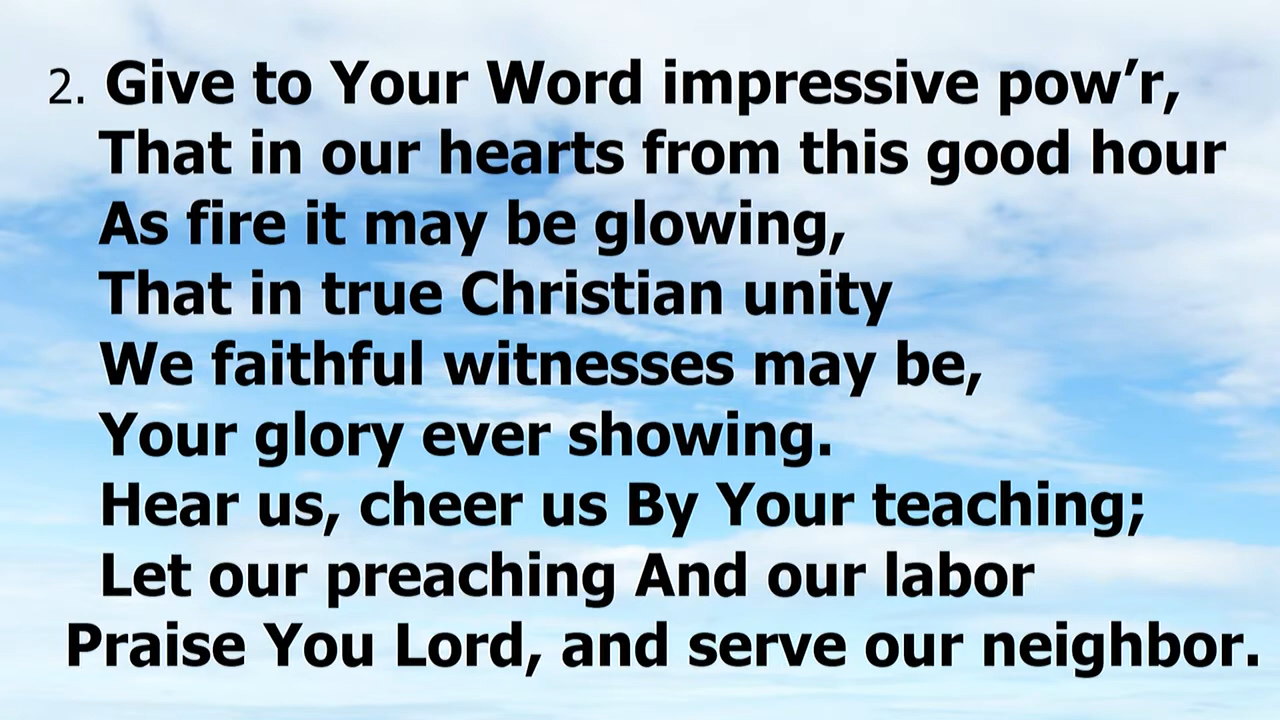 2. Give to Your Word impressive pow’r,
That in our hearts from this good hour
As fire it may be glowing,
That in true Christian unity
We faithful witnesses may be,
Your glory ever showing.
Hear us, cheer us By Your teaching;
Let our preaching And our labor
Praise You Lord, and serve our neighbor.